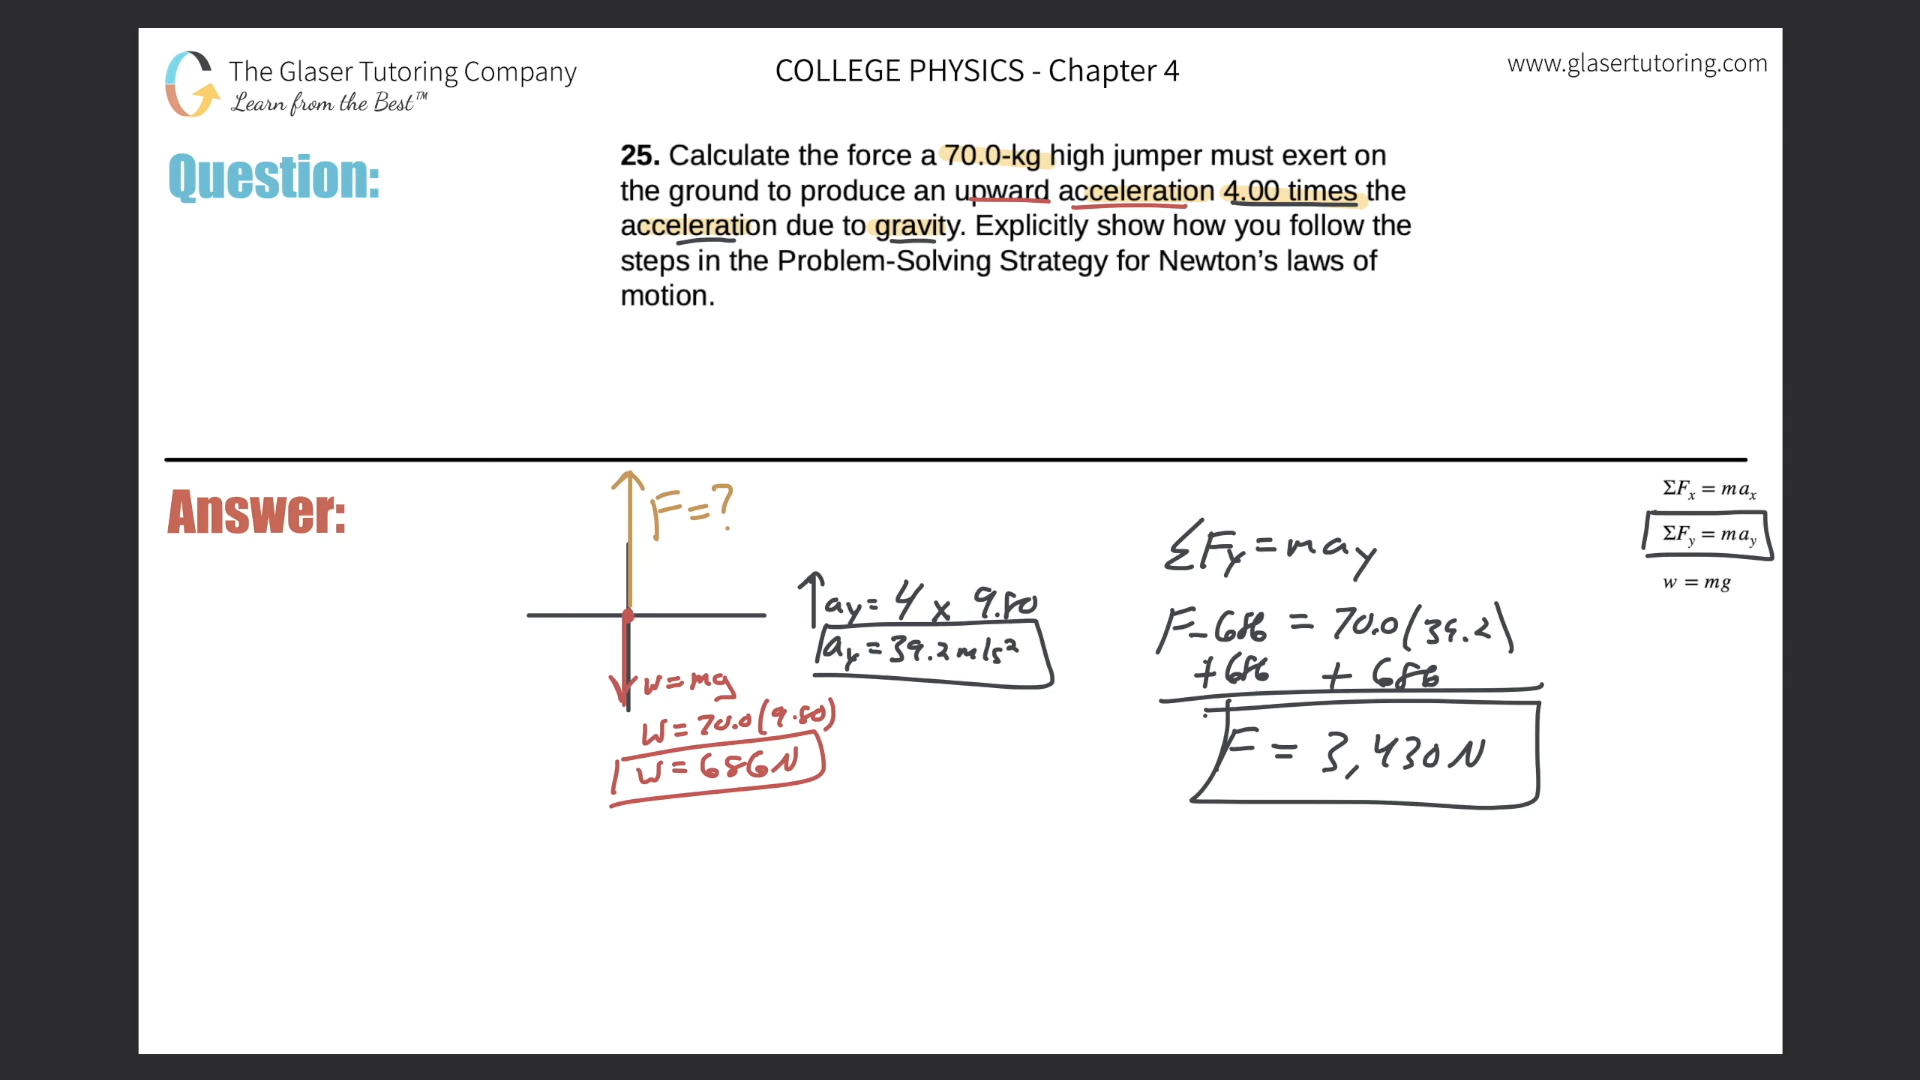 The Glaser Tutoring Company
Learn from the Best™
COLLEGE PHYSICS - Chapter 4
www.glasertutoring.com
Question:
25. Calculate the force a 70.0-kg high jumper must exert on
the ground to produce an upward acceleration 4.00 times the
acceleration due to gravity. Explicitly show how you follow the
steps in the Problem-Solving Strategy for Newton's laws of
motion.
Answer:
F = ?
w = mg
W = 70.0(9.80)
W = 686N
ay = 4 x 9.80
ay = 39.2 m/s²
ΣFy = may
F - 686 = 70.0(39.2)
+686 + 686
F = 3,430N
ΣFx = max
ΣFy = may
w = mg